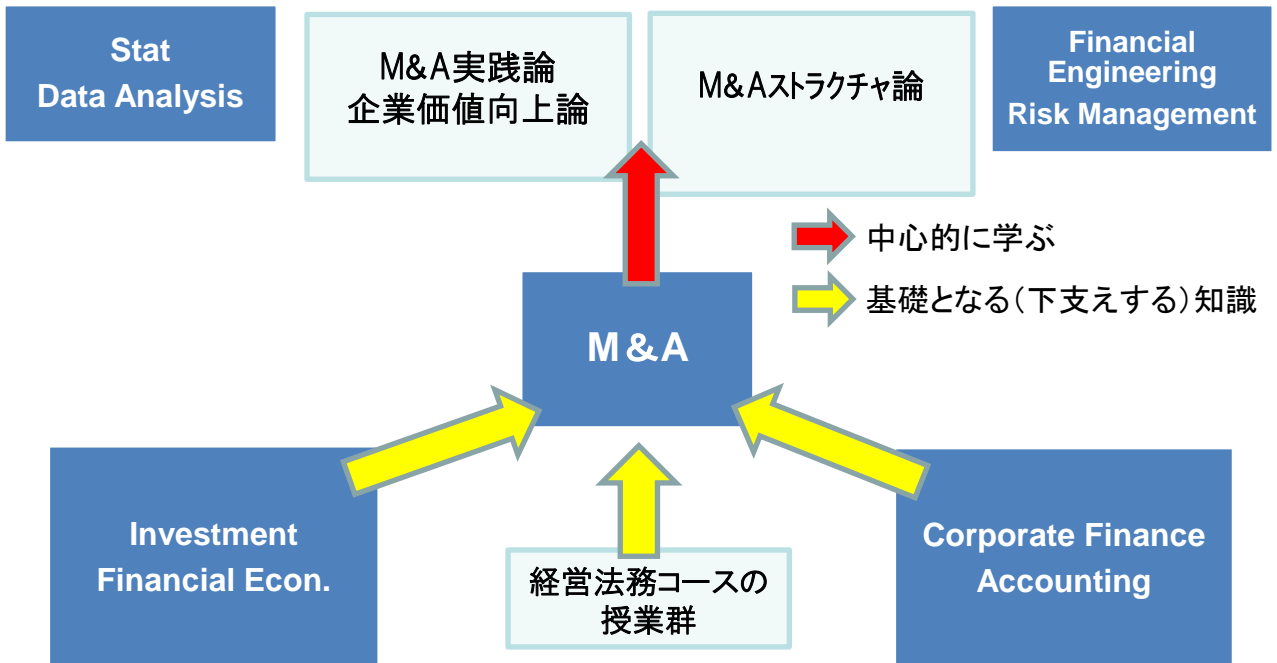 Stat
Data Analysis
M&A実践論
企業価値向上論
M&Aストラクチャ論
Financial
Engineering
Risk Management
中心的に学ぶ
基礎となる(下支えする)知識
M&A
Investment
Financial Econ.
経営法務コースの
授業群
Corporate Finance
Accounting